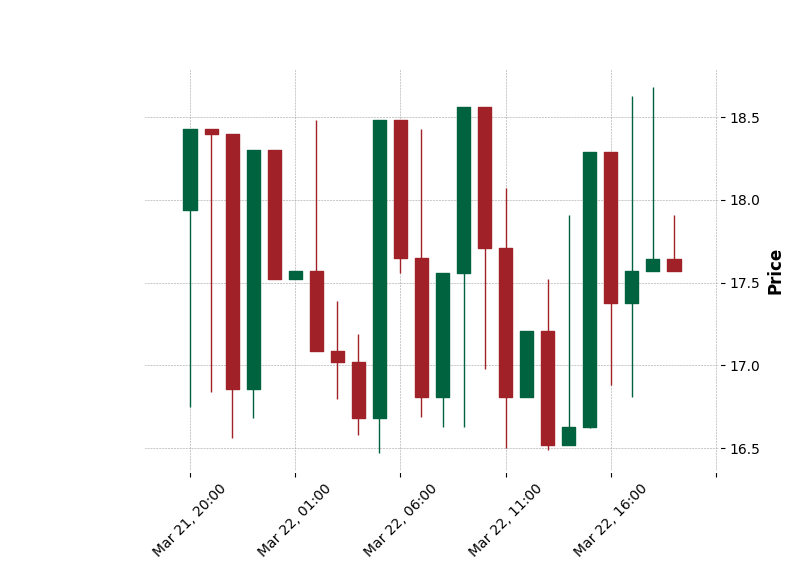 18.5
18.0
17.5
17.0
16.5
Price
Mar 21, 20:00
Mar 22, 01:00
Mar 22, 06:00
Mar 22, 11:00
Mar 22, 16:00